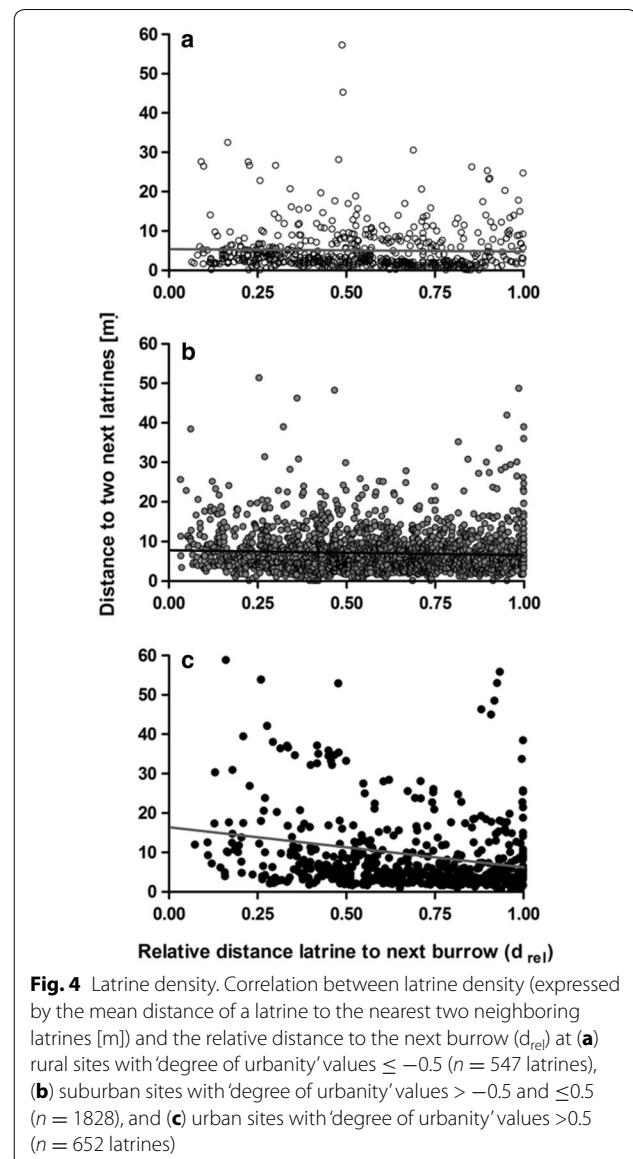 a
60
50
40
30
20
10
0
0.00 0.25 0.50 0.75 1.00
Distance to two next latrines [m]
b
60
50
40
30
20
10
0
0.00 0.25 0.50 0.75 1.00
c
60
50
40
30
20
10
0
0.00 0.25 0.50 0.75 1.00
Relative distance latrine to next burrow (d rel)
Fig. 4 Latrine density. Correlation between latrine density (expressed
by the mean distance of a latrine to the nearest two neighboring
latrines [m]) and the relative distance to the next burrow (drel) at (a)
rural sites with ‘degree of urbanity’ values ≤ −0.5 (n = 547 latrines),
(b) suburban sites with ‘degree of urbanity’ values > −0.5 and ≤0.5
(n = 1828), and (c) urban sites with ‘degree of urbanity’ values >0.5
(n = 652 latrines)